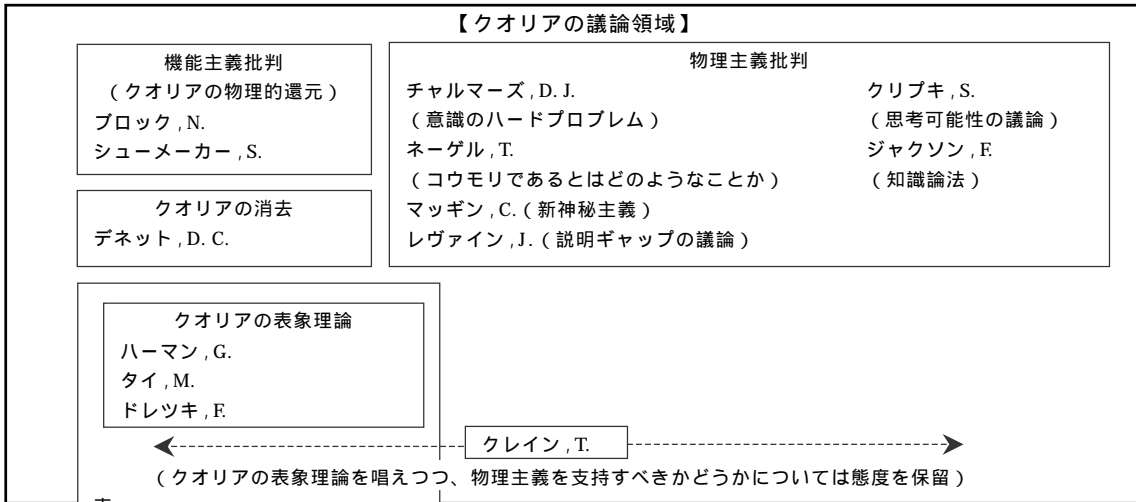 【クオリアの議論領域】
機能主義批判
（クオリアの物理的還元）
ブロック, N.
シューメーカー, S.
クオリアの消去
デネット, D. C.
物理主義批判
チャルマーズ, D. J.
（意識のハードプロブレム）
ネーゲル, T.
（コウモリであるとはどのようなことか）
マッギン, C.（新神秘主義）
レヴァイン, J.（説明ギャップの議論）
クリプキ, S.
（思考可能性の議論）
ジャクソン, F.
（知識論法）
クオリアの表象理論
ハーマン, G.
タイ, M.
ドレツキ, F.
クレイン, T.
（クオリアの表象理論を唱えつつ、物理主義を支持すべきかどうかについては態度を保留）